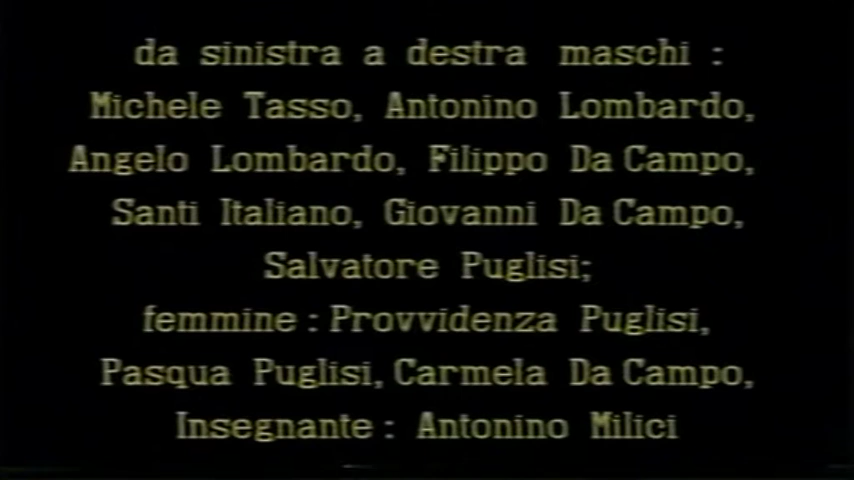 da sinistra a destra maschi :
Michele Tasso, Antonino Lombardo,
Angelo Lombardo, Filippo Da Campo,
Santi Italiano, Giovanni Da Campo,
Salvatore Puglisi;
femmine : Provvidenza Puglisi,
Pasqua Puglisi, Carmela Da Campo,
Insegnante : Antonino Milici